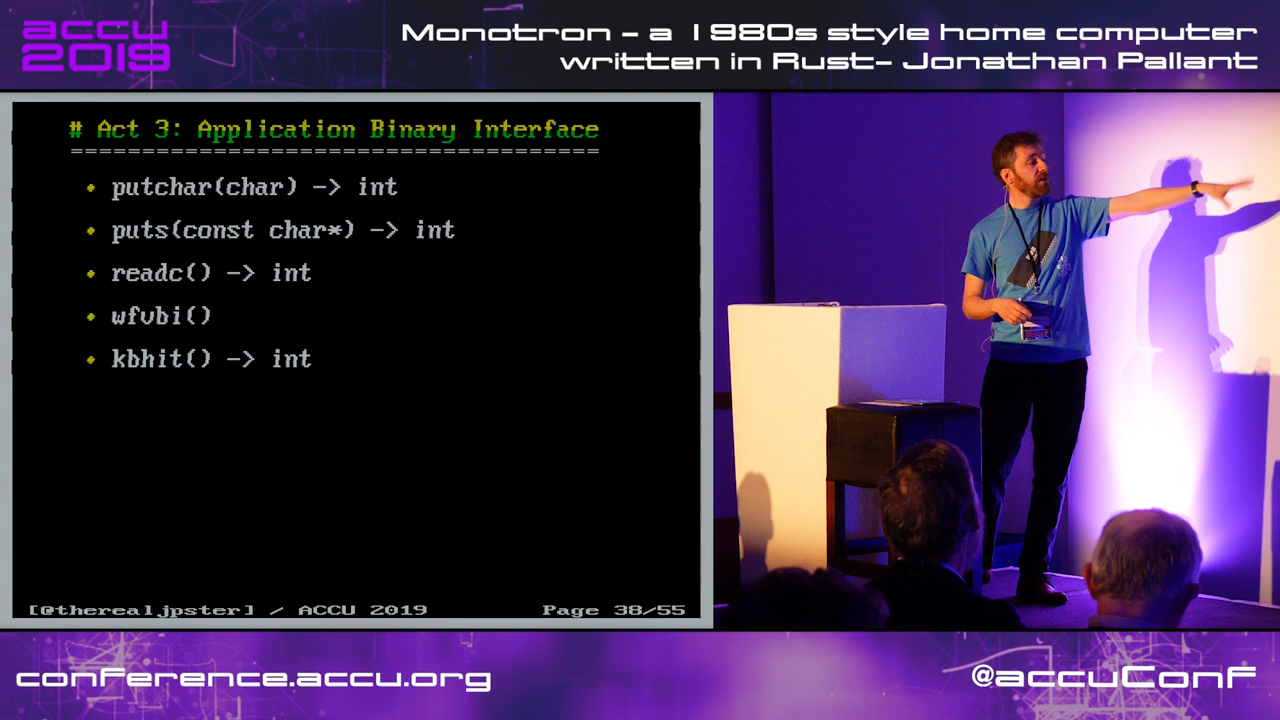 accu
2019
Monotron - a 1980s style home computer
written in Rust- Jonathan Pallant
# Act 3: Application Binary Interface
=====================================
• putchar(char) -> int
• puts(const char*) -> int
• readc() -> int
• wfvbi()
• kbhit() -> int
[@therealjpster] / ACCU 2019
Page 38/55
conference.accu.org
@accuConf